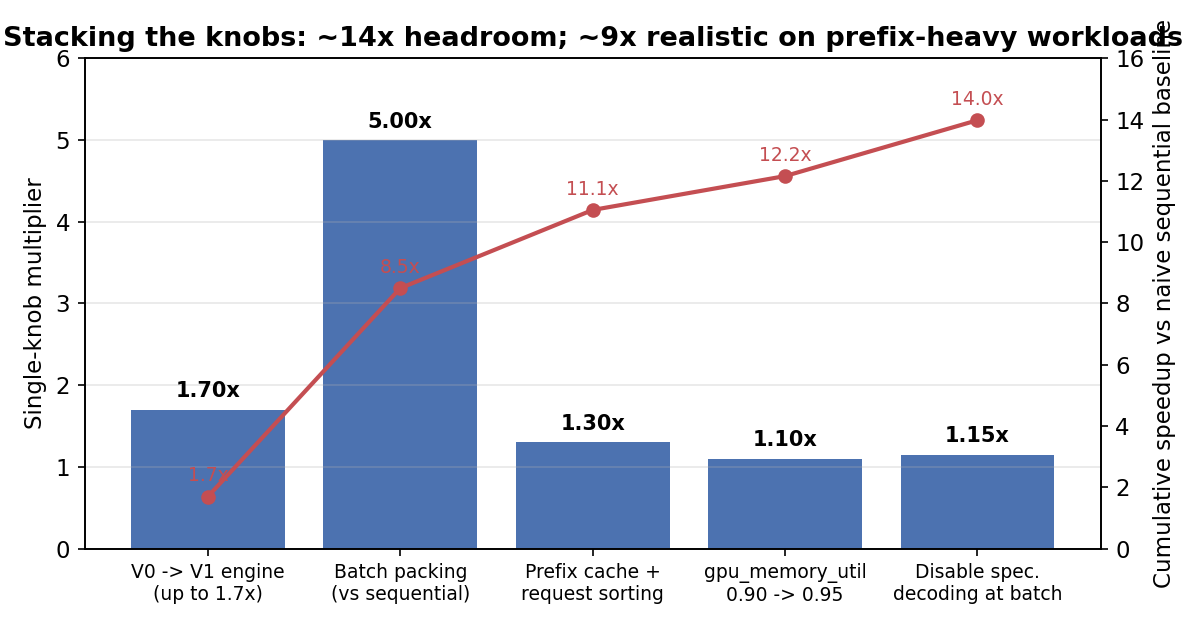 Stacking the knobs: ~14x headroom; ~9x realistic on prefix-heavy workloads
Single-knob multiplier
6
5
4
3
2
1
0
1.70x
5.00x
1.30x
1.10x
1.15x
1.7x
8.5x
11.1x
12.2x
14.0x
16
14
12
10
8
6
4
2
0
Cumulative speedup vs naive sequential baseline
V0 -> V1 engine
(up to 1.7x)
Batch packing
(vs sequential)
Prefix cache +
request sorting
gpu_memory_util
0.90 -> 0.95
Disable spec.
decoding at batch